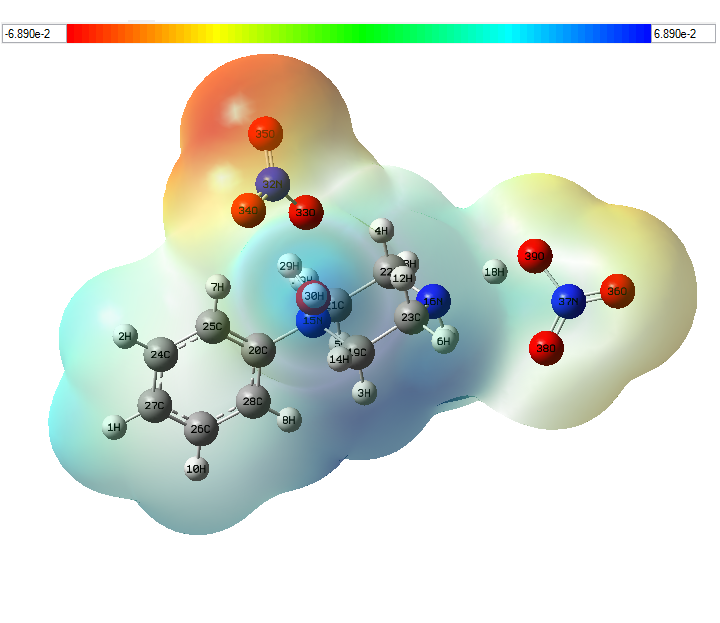 -6.890e-2 6.890e-2
35O
32N
34O 33O
4H
29H 22 3H 12H 18H 39O
7H 30H 21C 16N 37N 36O
25C 15N 23C
2H 24C 20C 14H 19C 6H 38O
27C 28C 3H
1H 26C 8H
10H